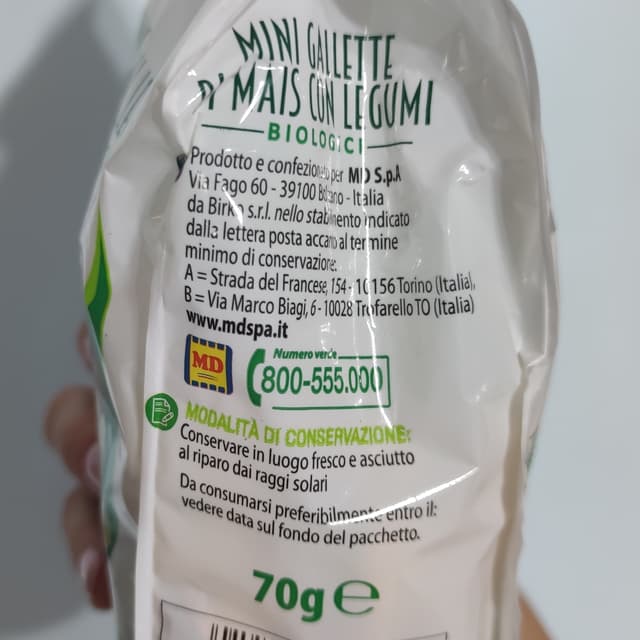 MINI GALLETTE
D'MAIS CON LEGUMI
BIOLOGICI
Prodotto e confezionato per MD S.p.A
Via Fago 60 - 39100 Bolzano - Italia
da Birko s.r.l. nello stabilimento indicato
dalla lettera posta accanto al termine
minimo di conservazione:
A = Strada del Francese, 154 - 10156 Torino (Italia),
B = Via Marco Biagi, 6 - 10028 Trofarello TO (Italia)
www.mdspa.it
MD
Numero verde
800-555.000
MODALITÀ DI CONSERVAZIONE:
Conservare in luogo fresco e asciutto
al riparo dai raggi solari
Da consumarsi preferibilmente entro il:
vedere data sul fondo del pacchetto.
70g e